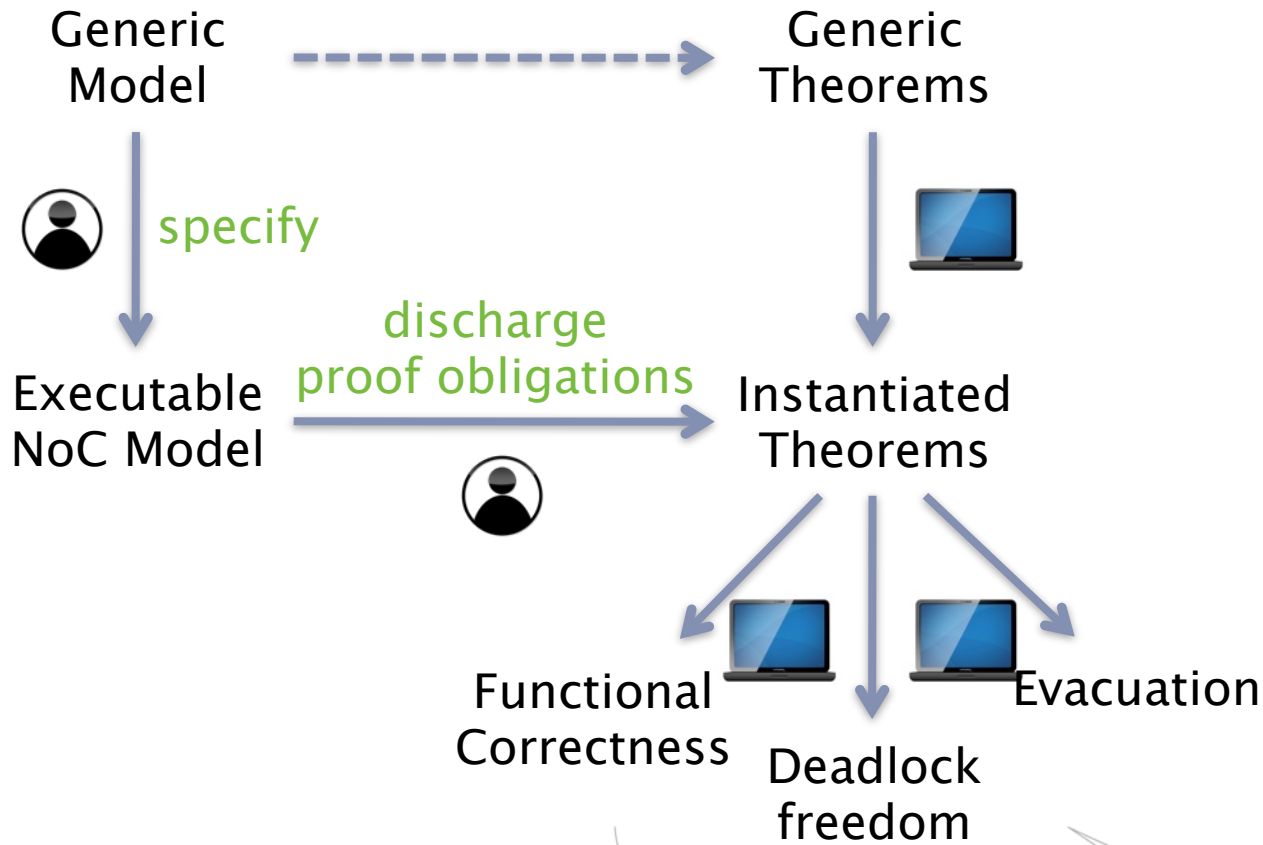 Generic
Model
Generic
Theorems
specify
discharge
proof obligations
Executable
NoC Model
Instantiated
Theorems
Functional
Correctness
Deadlock
freedom
Evacuation